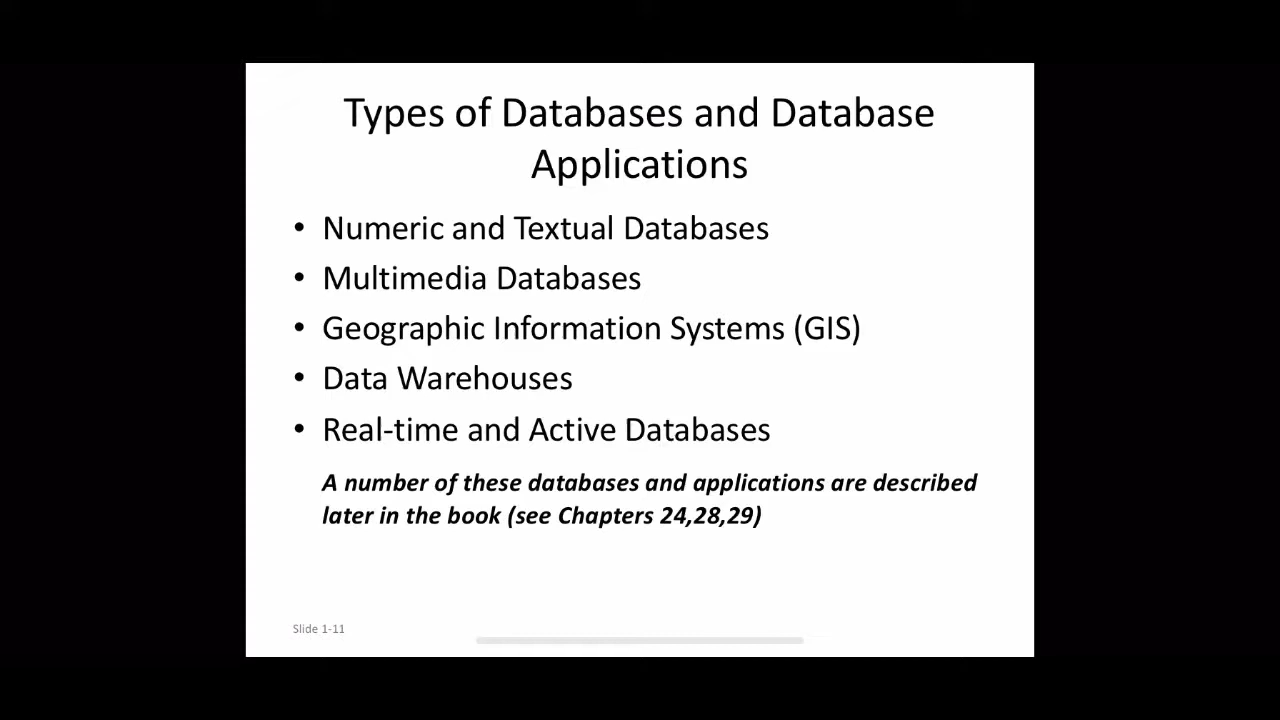 Types of Databases and Database
Applications
• Numeric and Textual Databases
• Multimedia Databases
• Geographic Information Systems (GIS)
• Data Warehouses
• Real-time and Active Databases
A number of these databases and applications are described
later in the book (see Chapters 24,28,29)
Slide 1-11